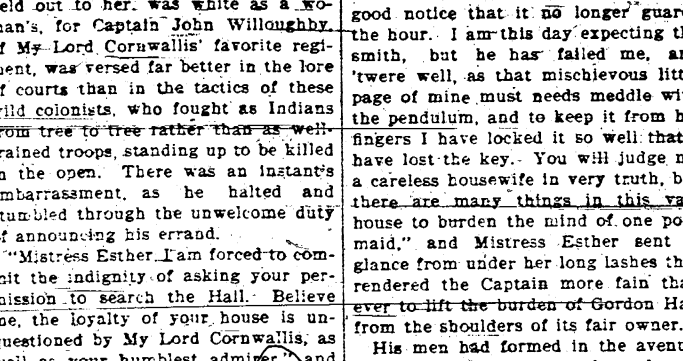 held out to her, was white as a wo-
man's, for Captain John Willoughby,
of My Lord Cornwallis' favorite regi-
ment, was versed far better in the lore
of courts than in the tactics of these
wild colonists, who fought as Indians
from tree to tree rather than as well-
trained troops, standing up to be killed
in the open. There was an instant's
embarrassment, as he halted and
stumbled through the unwelcome duty
of announcing his errand.
"Mistress Esther, I am forced to com-
mit the indignity of asking your per-
mission to search the Hall. Believe
me, the loyalty of your house is un-
questioned by My Lord Cornwallis, as
well as your humblest admirer," and
good notice that it no longer guar
the hour. I am this day expecting th
smith, but he has failed me, an
'twere well, as that mischievous litt
page of mine must needs meddle wi
the pendulum, and to keep it from h
fingers I have locked it so well that
have lost the key. You will judge m
a careless housewife in very truth, b
there are many things in this va
house to burden the mind of one po
maid," and Mistress Esther sent
glance from under her long lashes th
rendered the Captain more fain tha
ever to lift the burden of Gordon Ha
from the shoulders of its fair owner.
His men had formed in the avenu